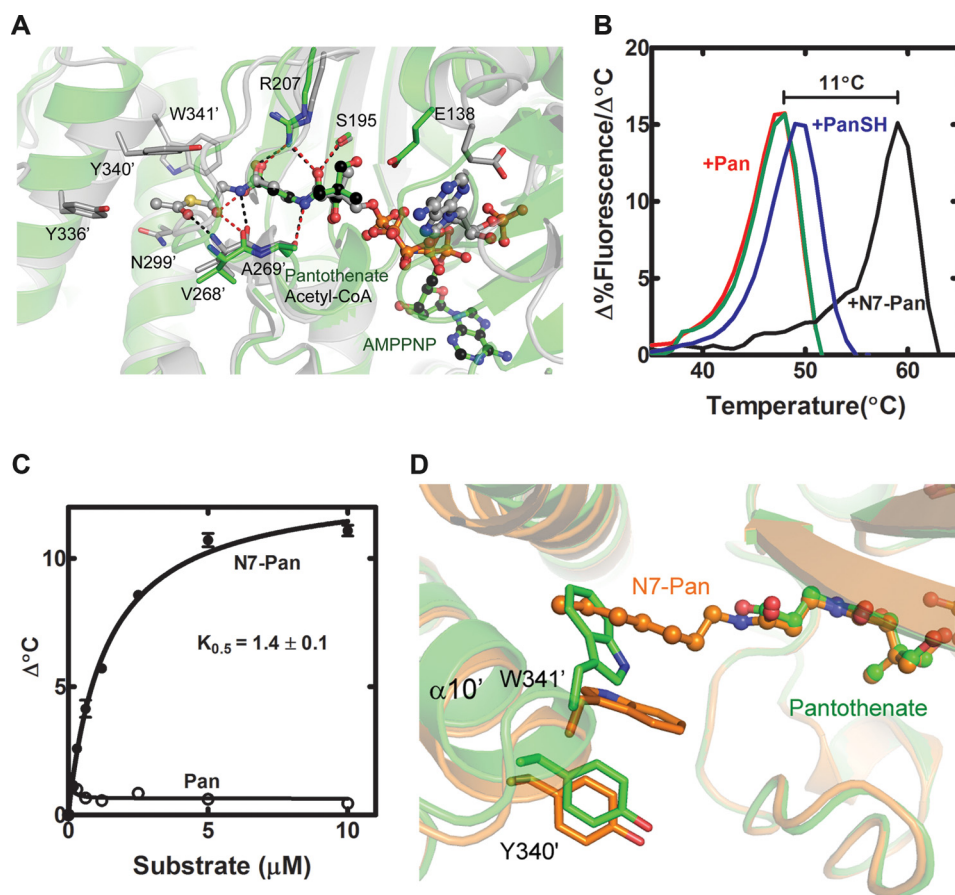 A
R207
W341'
S195
E138
Y340'
Y336'
N299'
A269'
V268'
Pantothenate
Acetyl-CoA
AMPPNP
B
Δ%Fluorescence/Δ°C
20
15
10
5
0
11°C
+PanSH
+Pan
+N7-Pan
40
50
60
Temperature(°C)
C
Δ°C
10
5
0
N7-Pan
K0.5 = 1.4 ± 0.1
Pan
0
5
10
Substrate (μM)
D
N7-Pan
W341'
α10'
Pantothenate
Y340'